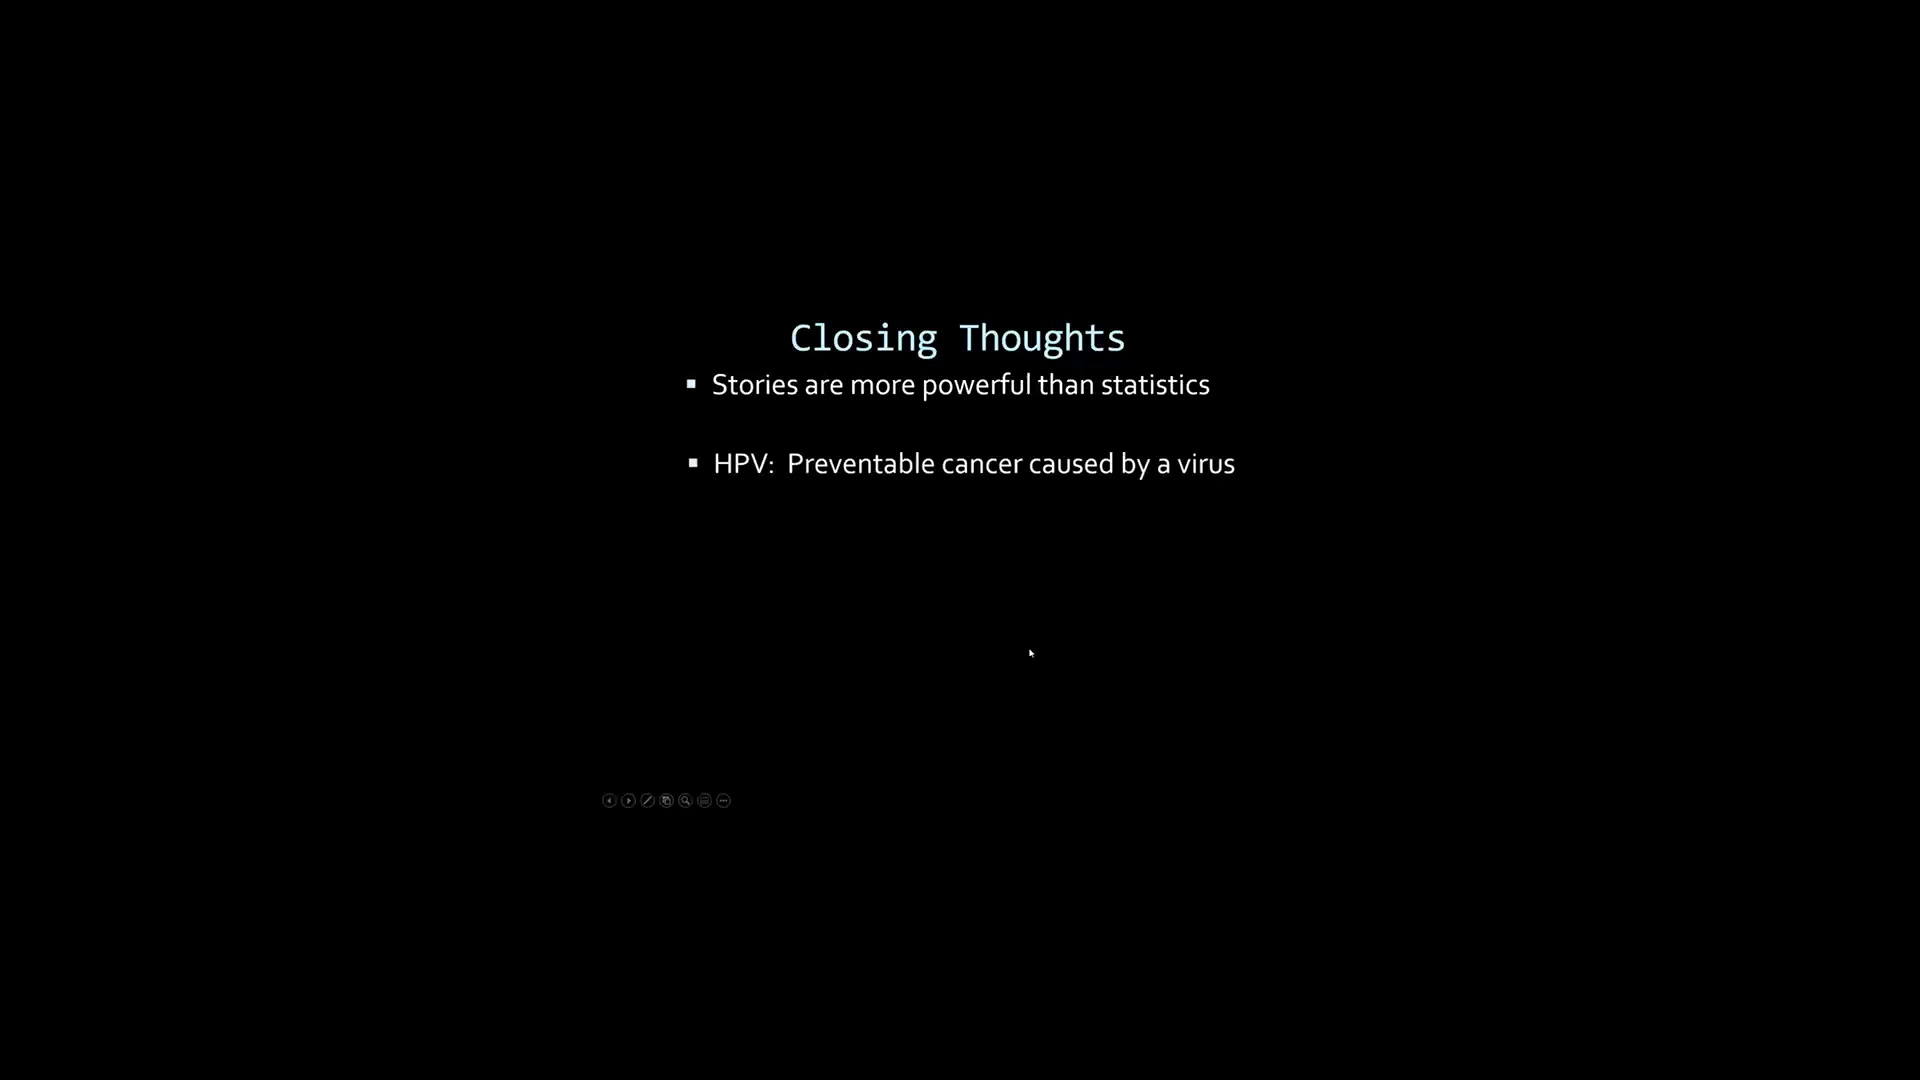 Closing Thoughts
▪ Stories are more powerful than statistics
▪ HPV: Preventable cancer caused by a virus